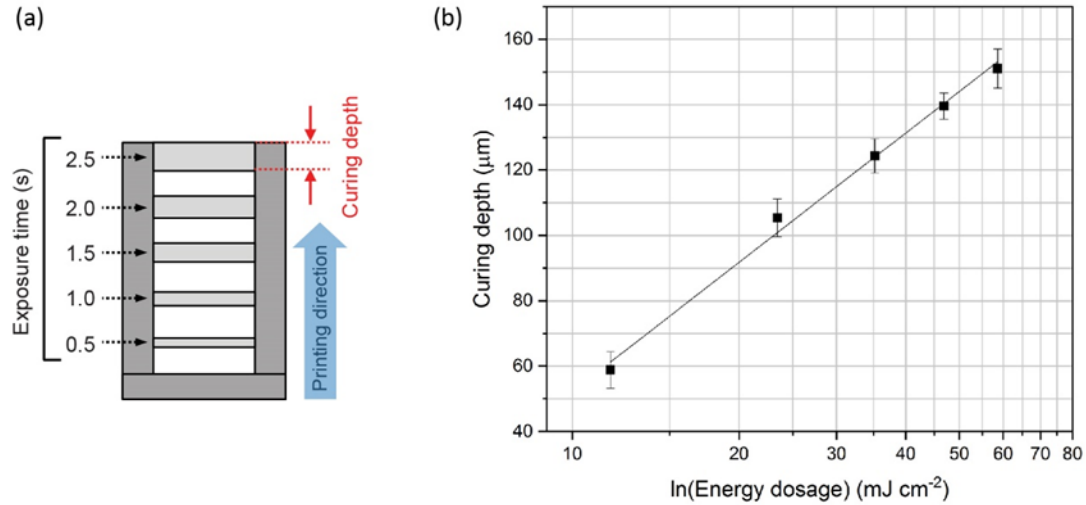 (a)
Exposure time (s)
2.5
2.0
1.5
1.0
0.5
Curing depth
Printing direction
(b)
Curing depth (μm)
160
140
120
100
80
60
40
10
20
30
40
50
60
70
80
ln(Energy dosage) (mJ cm⁻²)